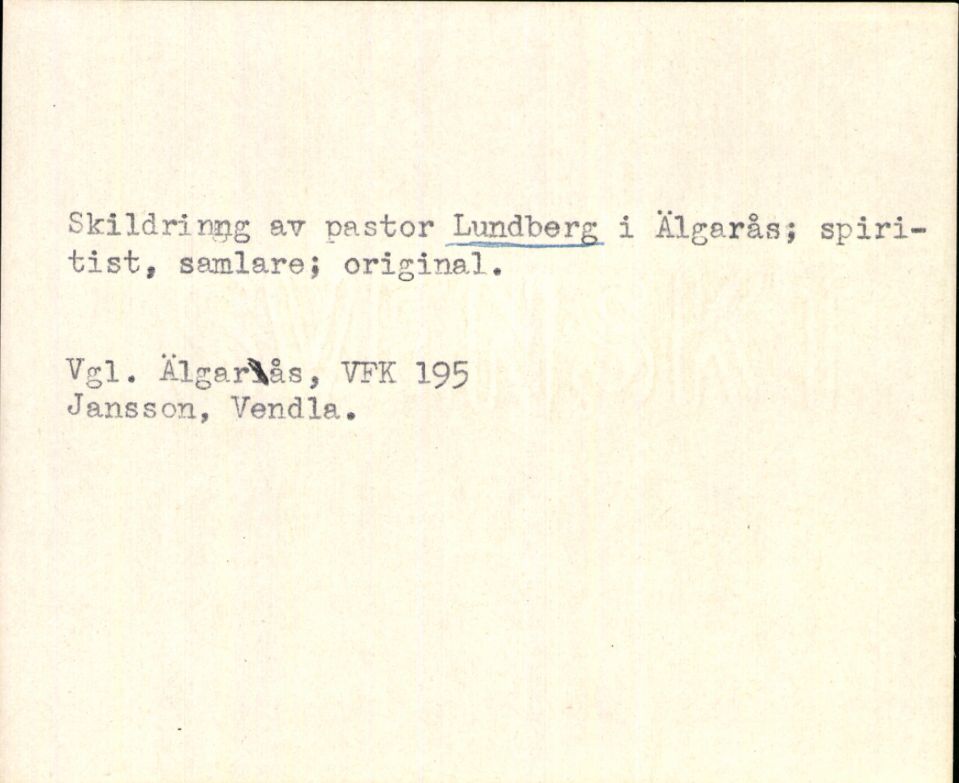 Skildrinng av pastor Lundberg i Älgarås; spiri-
tist, samlare; original.
Vgl. Älgarås, VFK 195
Jansson, Vendla.